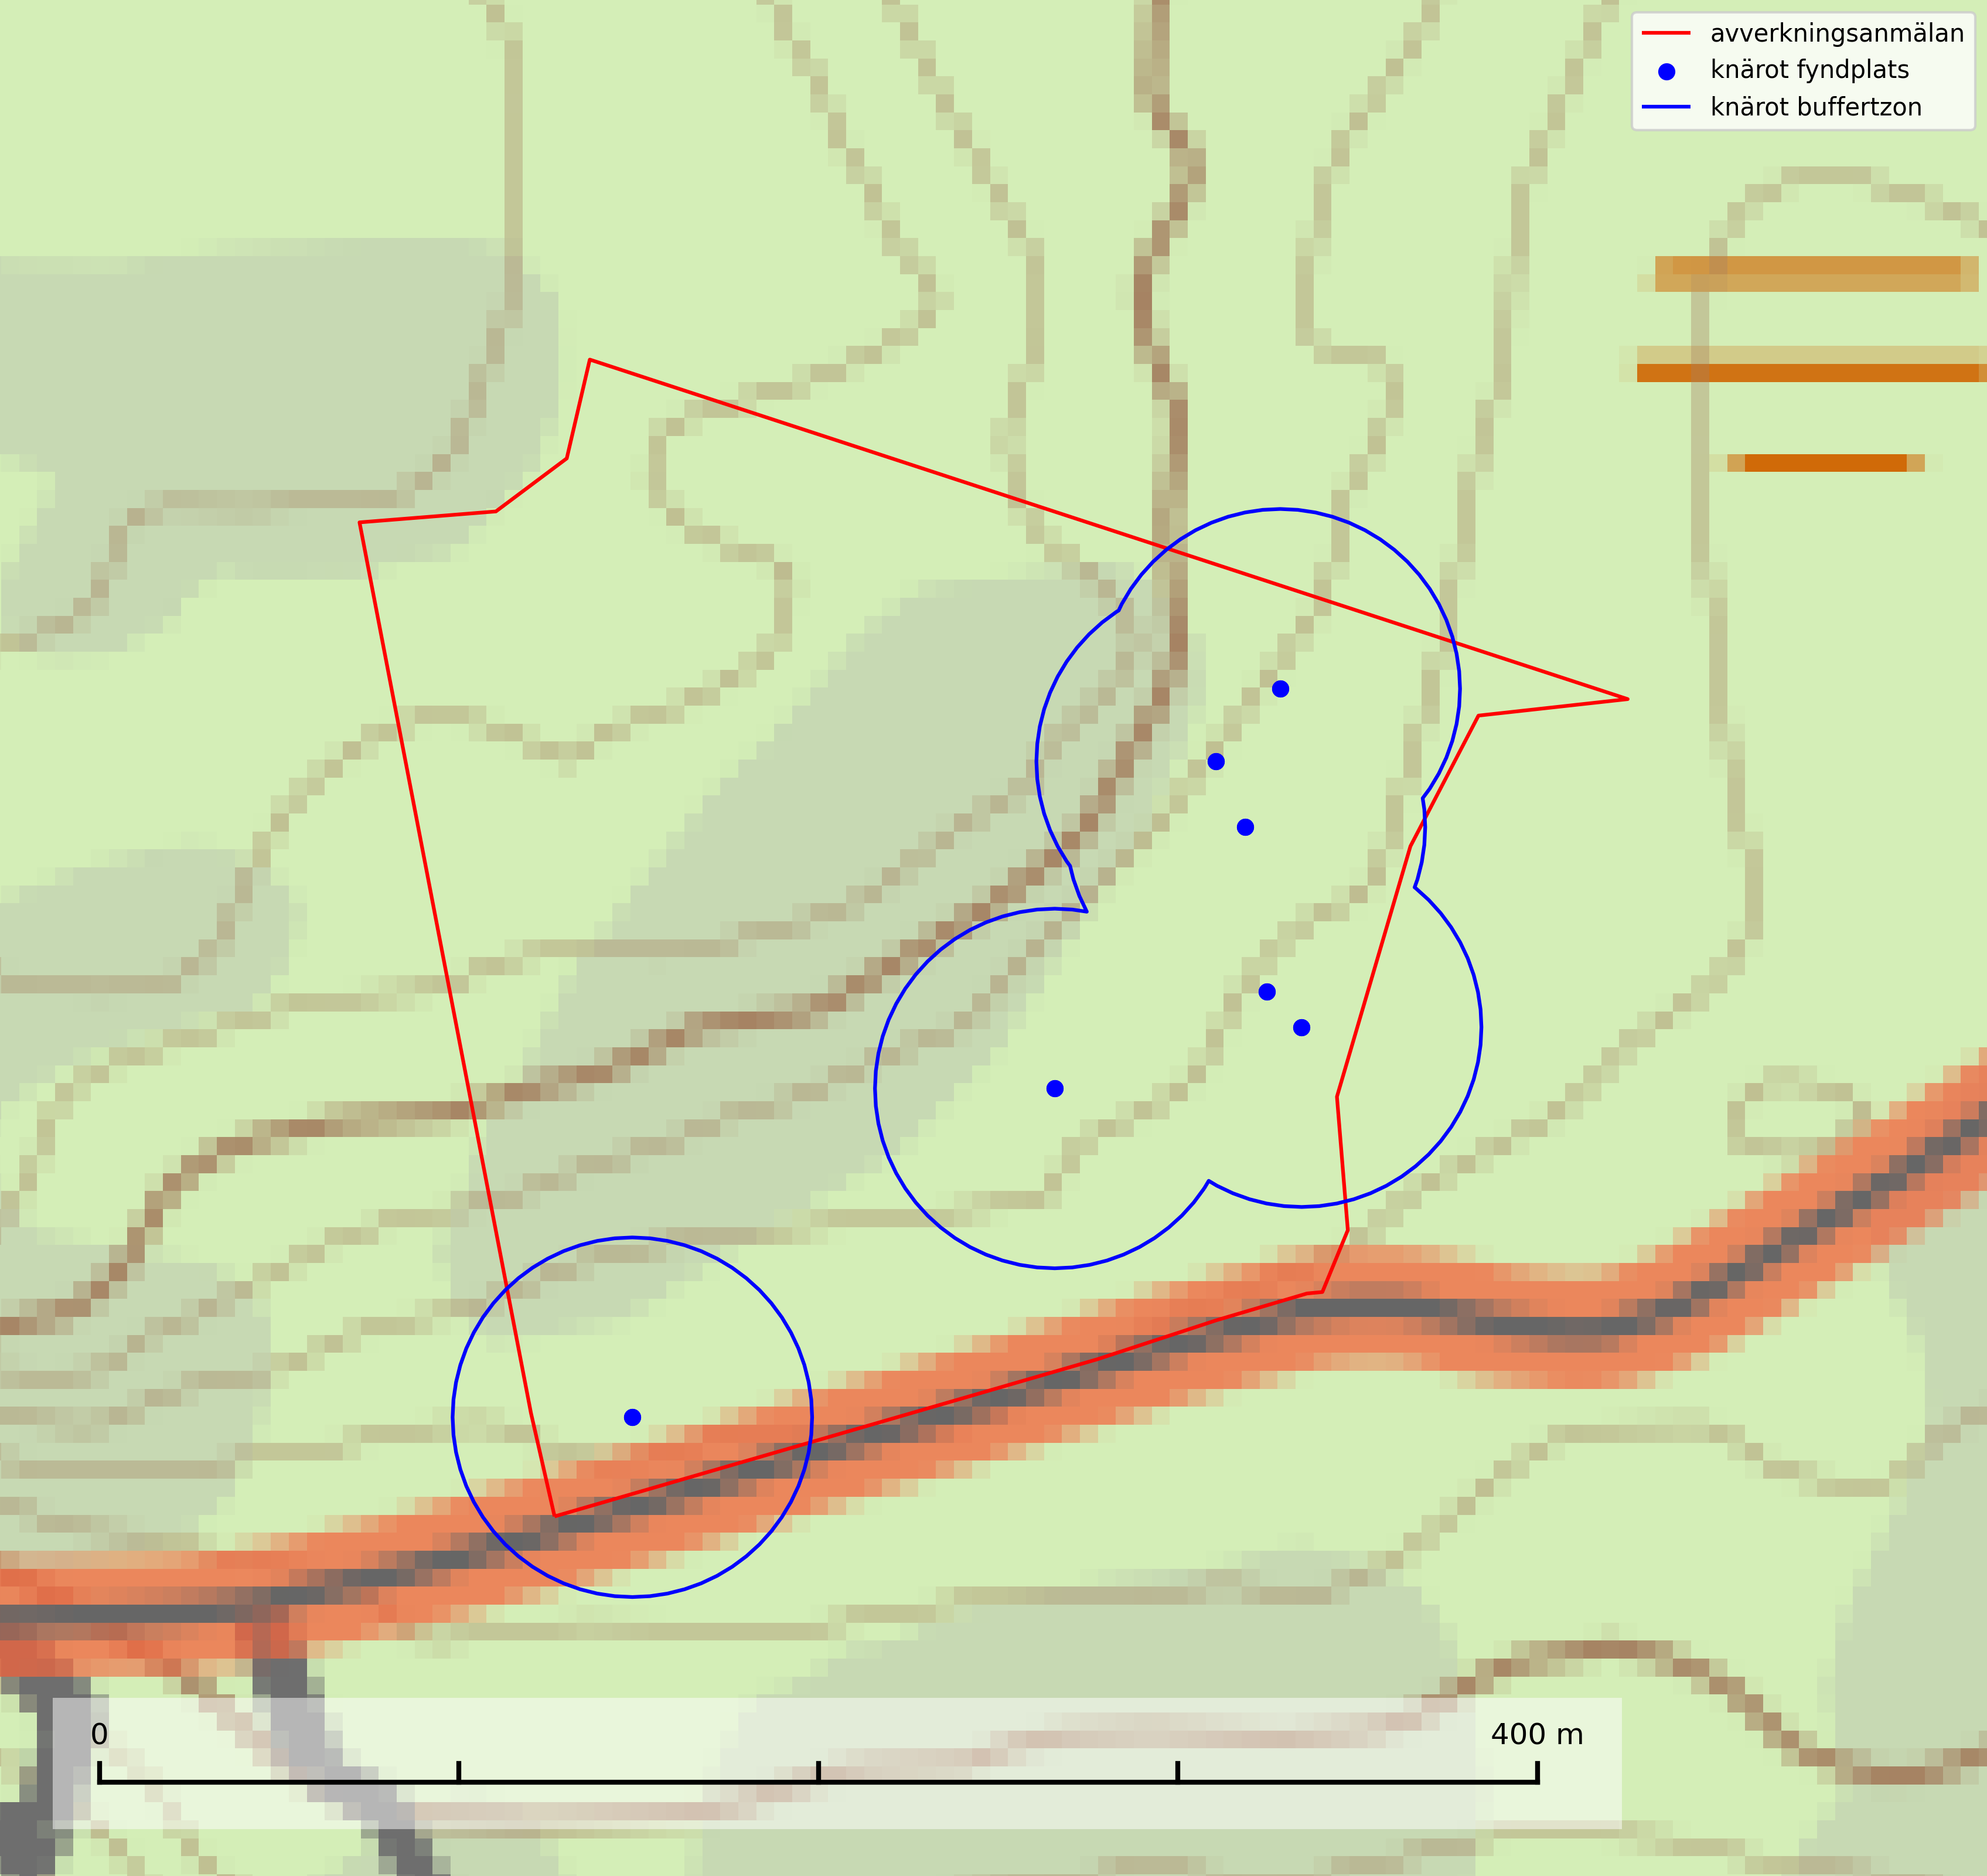 avverkningsanmälan
knärot fyndplats
knärot buffertzon
0 400 m